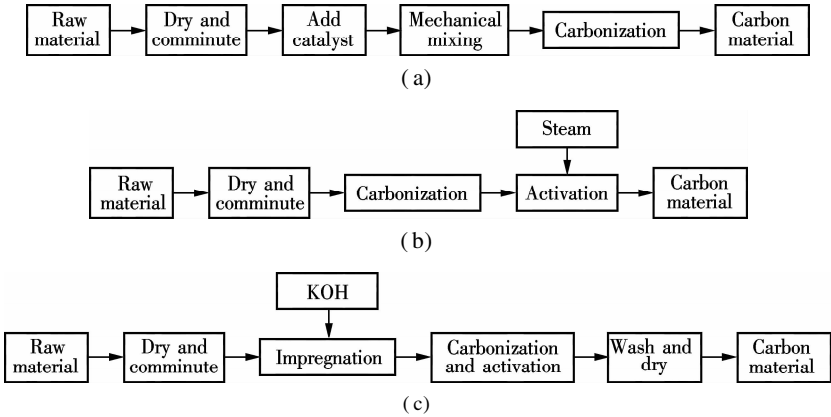 Raw material
Dry and comminute
Add catalyst
Mechanical mixing
Carbonization
Carbon material
(a)
Steam
Raw material
Dry and comminute
Carbonization
Activation
Carbon material
(b)
KOH
Raw material
Dry and comminute
Impregnation
Carbonization and activation
Wash and dry
Carbon material
(c)